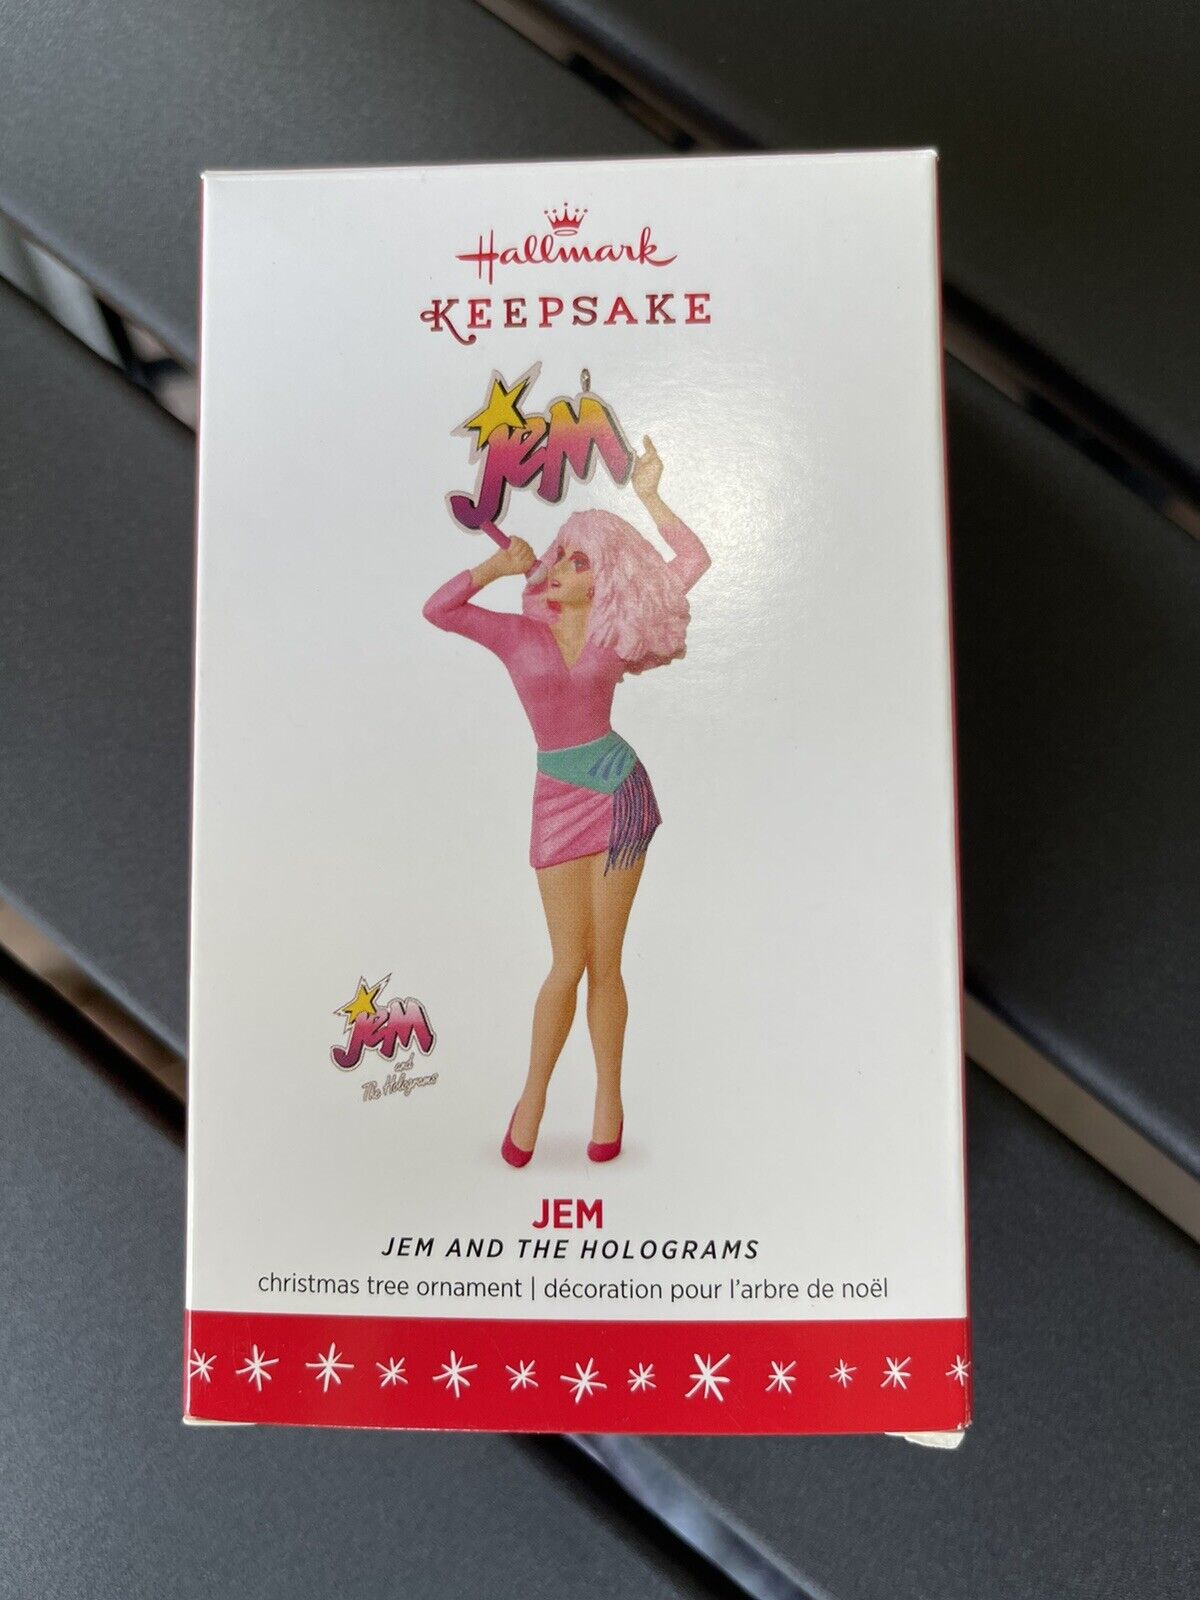 Hallmark
KEEPSAKE
JEM
JEM
and
The Holograms
JEM
JEM AND THE HOLOGRAMS
christmas tree ornament | décoration pour l'arbre de noël